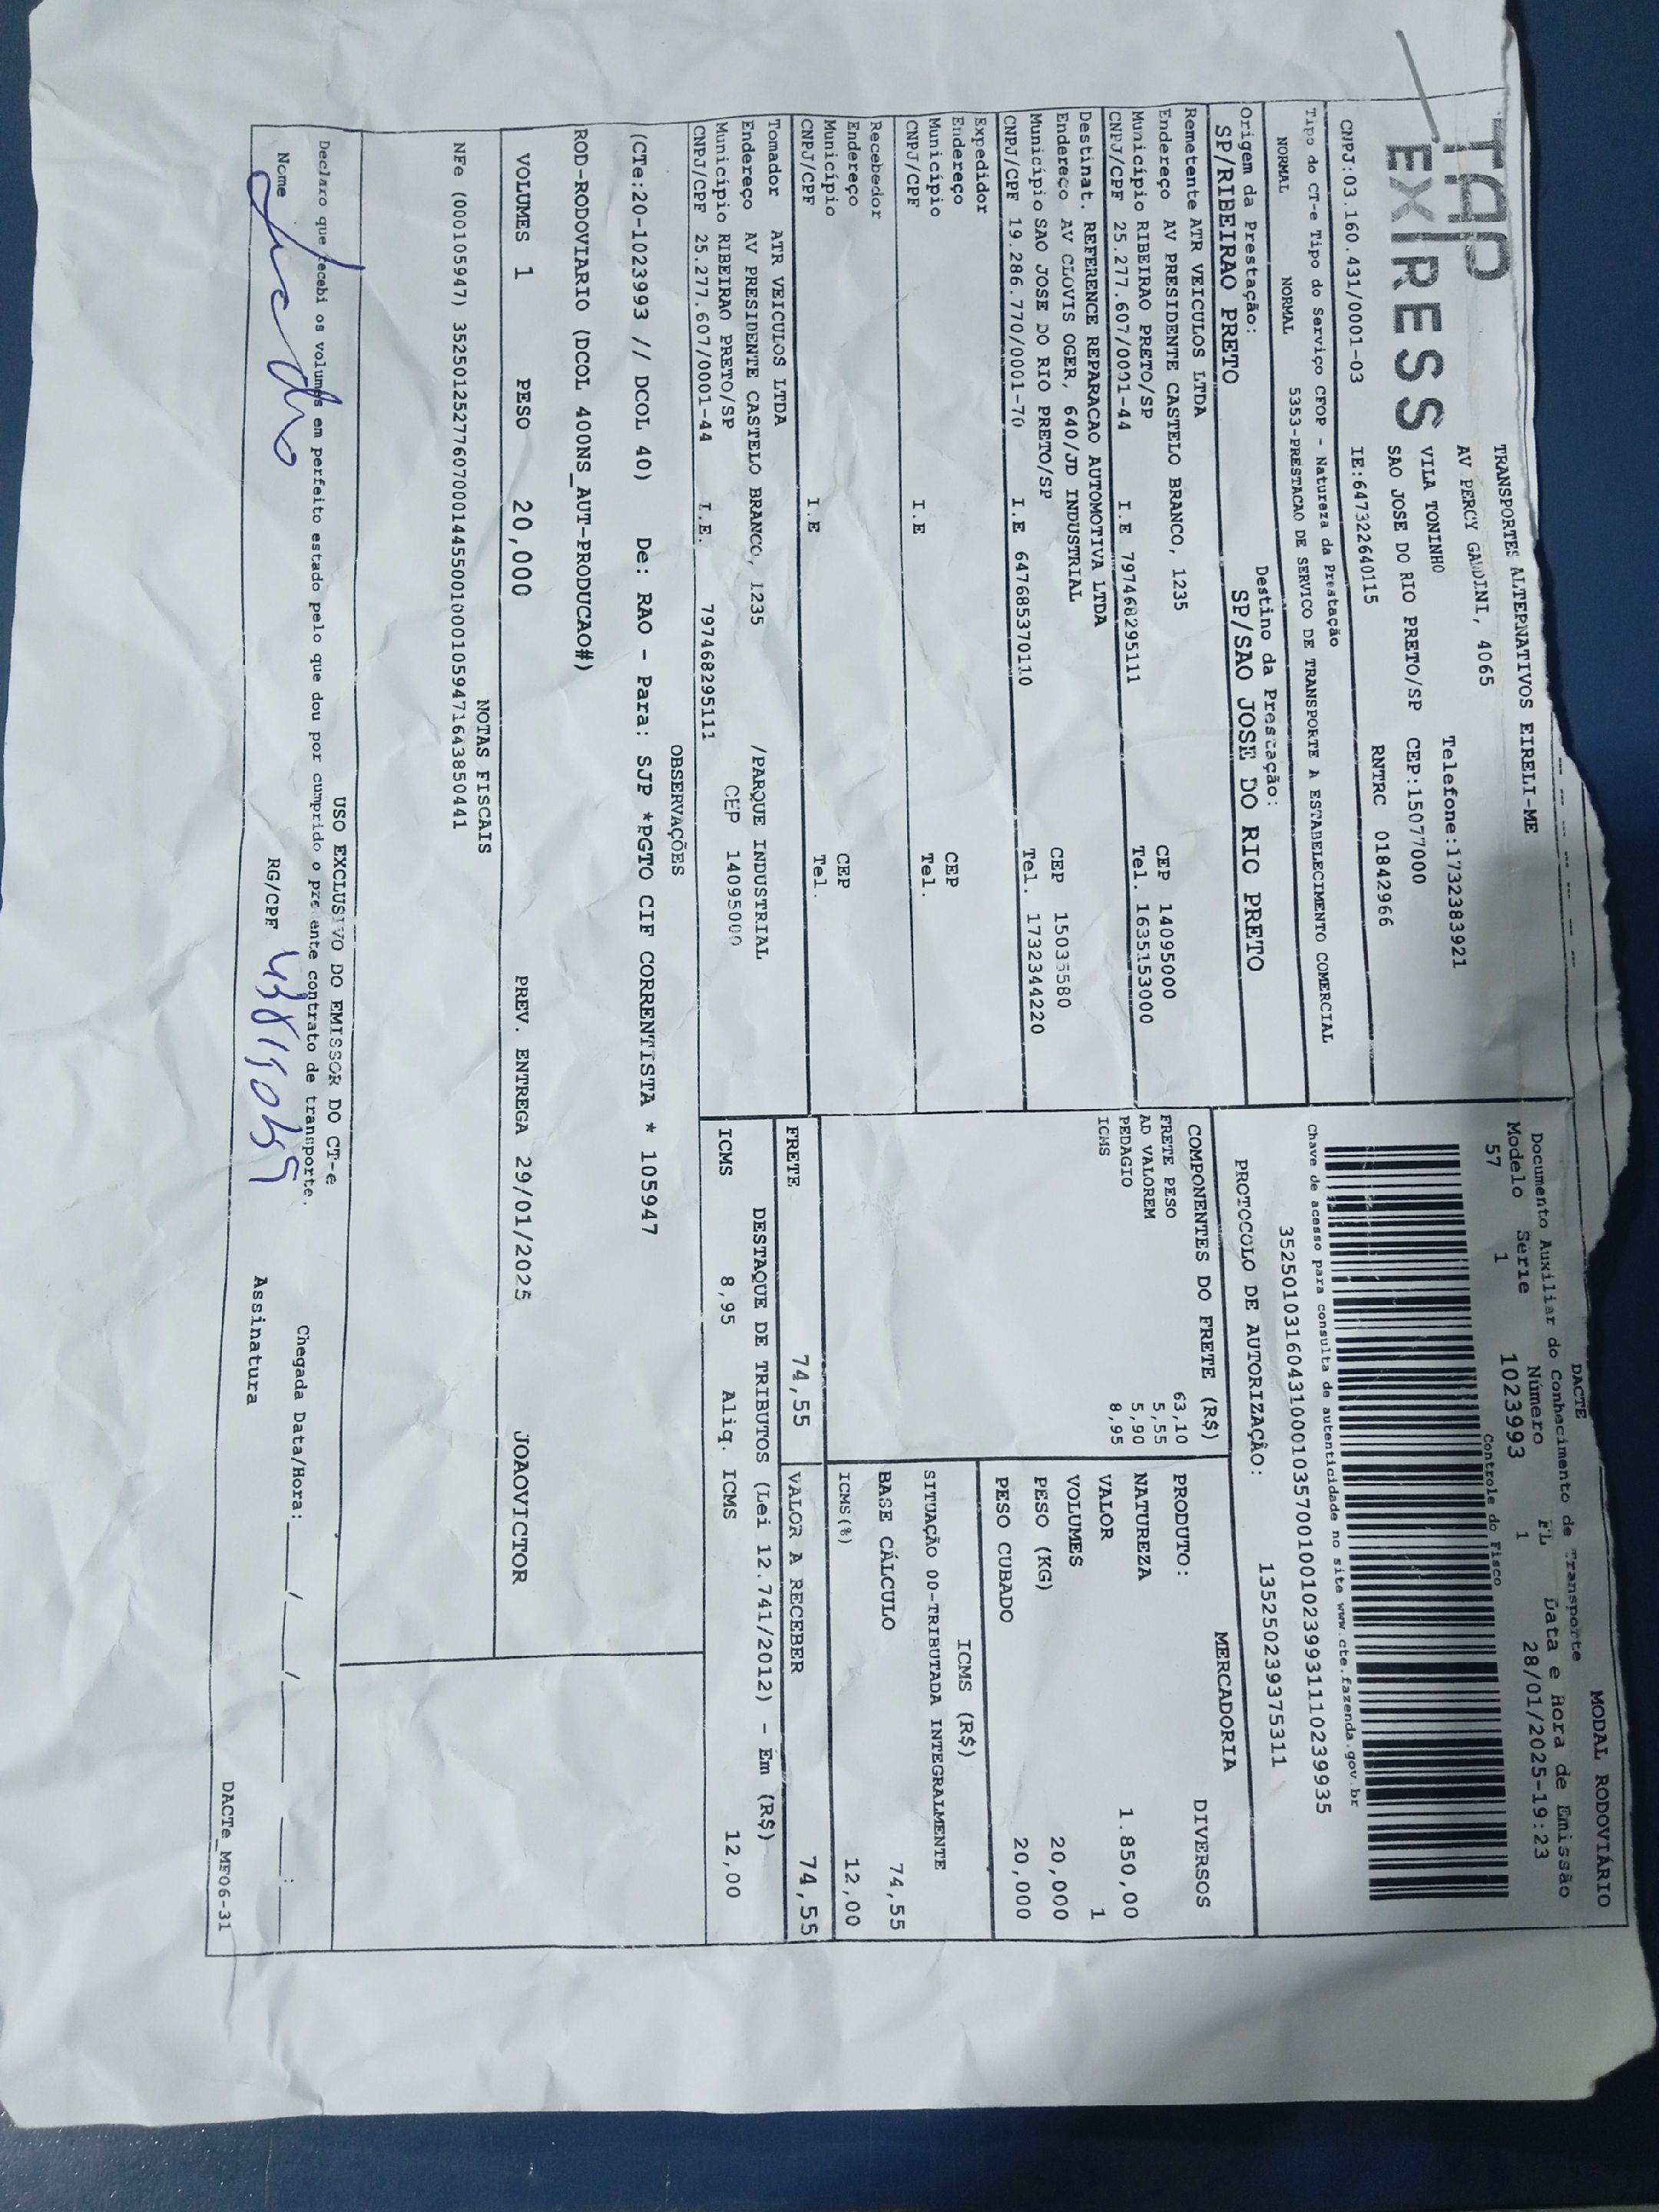 TAP
EXPRESS
TRANSPORTES ALTERNATIVOS EIRELI-ME
AV PERCY GANDINI, 4065
VILA TONINHO Telefone:1732383921
SAO JOSE DO RIO PRETO/SP CEP:15077000
RNTRC 01842966
CNPJ:03.160.431/0001-03 IE:647322640115
Tipo do CT-e Tipo do Serviço CFOP - Natureza da Prestação
NORMAL NORMAL 5353-PRESTACAO DE SERVICO DE TRANSPORTE A ESTABELECIMENTO COMERCIAL
Origem da Prestação: Destino da Prestação:
SP/RIBEIRAO PRETO SP/SAO JOSE DO RIO PRETO
Remetente ATR VEICULOS LTDA
Endereço AV PRESIDENTE CASTELO BRANCO, 1235 CEP 14095000
Município RIBEIRAO PRETO/SP Tel. 1635153000
CNPJ/CPF 25.277.607/0001-44 I.E 797468295111
Destinat. REFERENCE REPARACAO AUTOMOTIVA LTDA
Endereço AV CLOVIS OGER, 640/JD INDUSTRIAL CEP 15035580
Município SAO JOSE DO RIO PRETO/SP Tel. 1732344220
CNPJ/CPF 19.286.770/0001-70 I.E 647685370110
Expedidor
Endereço CEP
Município Tel.
CNPJ/CPF I.E
Recebedor
Endereço CEP
Município Tel.
CNPJ/CPF I.E
Tomador ATR VEICULOS LTDA
Endereço AV PRESIDENTE CASTELO BRANCO, 1235 /PARQUE INDUSTRIAL
Município RIBEIRAO PRETO/SP CEP 14095000
CNPJ/CPF 25.277.607/0001-44 I.E. 797468295111
MODAL RODOVIÁRIO
DACTE
Documento Auxiliar do Conhecimento de Transporte
Modelo Série Número FL Data e Hora de Emissão
57 1 1023993 1 28/01/2025-19:23
Controle do Fisco
Chave de acesso para consulta de autenticidade no site www.cte.fazenda.gov.br
35250103160431000103570010010239931110239935
PROTOCOLO DE AUTORIZAÇÃO: 135250239375311
COMPONENTES DO FRETE (R$)
FRETE PESO 63,10
AD VALOREM 5,55
PEDAGIO 5,90
ICMS 8,95
MERCADORIA
PRODUTO: DIVERSOS
NATUREZA
VALOR 1.850,00
VOLUMES 1
PESO (KG) 20,000
PESO CUBADO 20,000
ICMS (R$)
SITUAÇÃO 00-TRIBUTADA INTEGRALMENTE
BASE CÁLCULO 74,55
ICMS(%) 12,00
FRETE 74,55 VALOR A RECEBER 74,55
DESTAQUE DE TRIBUTOS (Lei 12.741/2012) - Em (R$)
ICMS 8,95 Aliq. ICMS 12,00
OBSERVAÇÕES
(CTe:20-1023993 // DCOL 40) De: RAO - Para: SJP *PGTO CIF CORRENTISTA * 105947
ROD-RODOVIARIO (DCOL 400NS_AUT-PRODUCAO#)
VOLUMES 1 PESO 20,000 PREV. ENTREGA 29/01/2025 JOAOVICTOR
NOTAS FISCAIS
NFe (000105947) 35250125277607000144550010001059471643850441
USO EXCLUSIVO DO EMISSOR DO CT-e
Declaro que recebi os volumes em perfeito estado pelo que dou por cumprido o presente contrato de transporte.
Chegada Data/Hora:____/____/____ ____:____
Nome RG/CPF Assinatura
DACTe_MF06-31